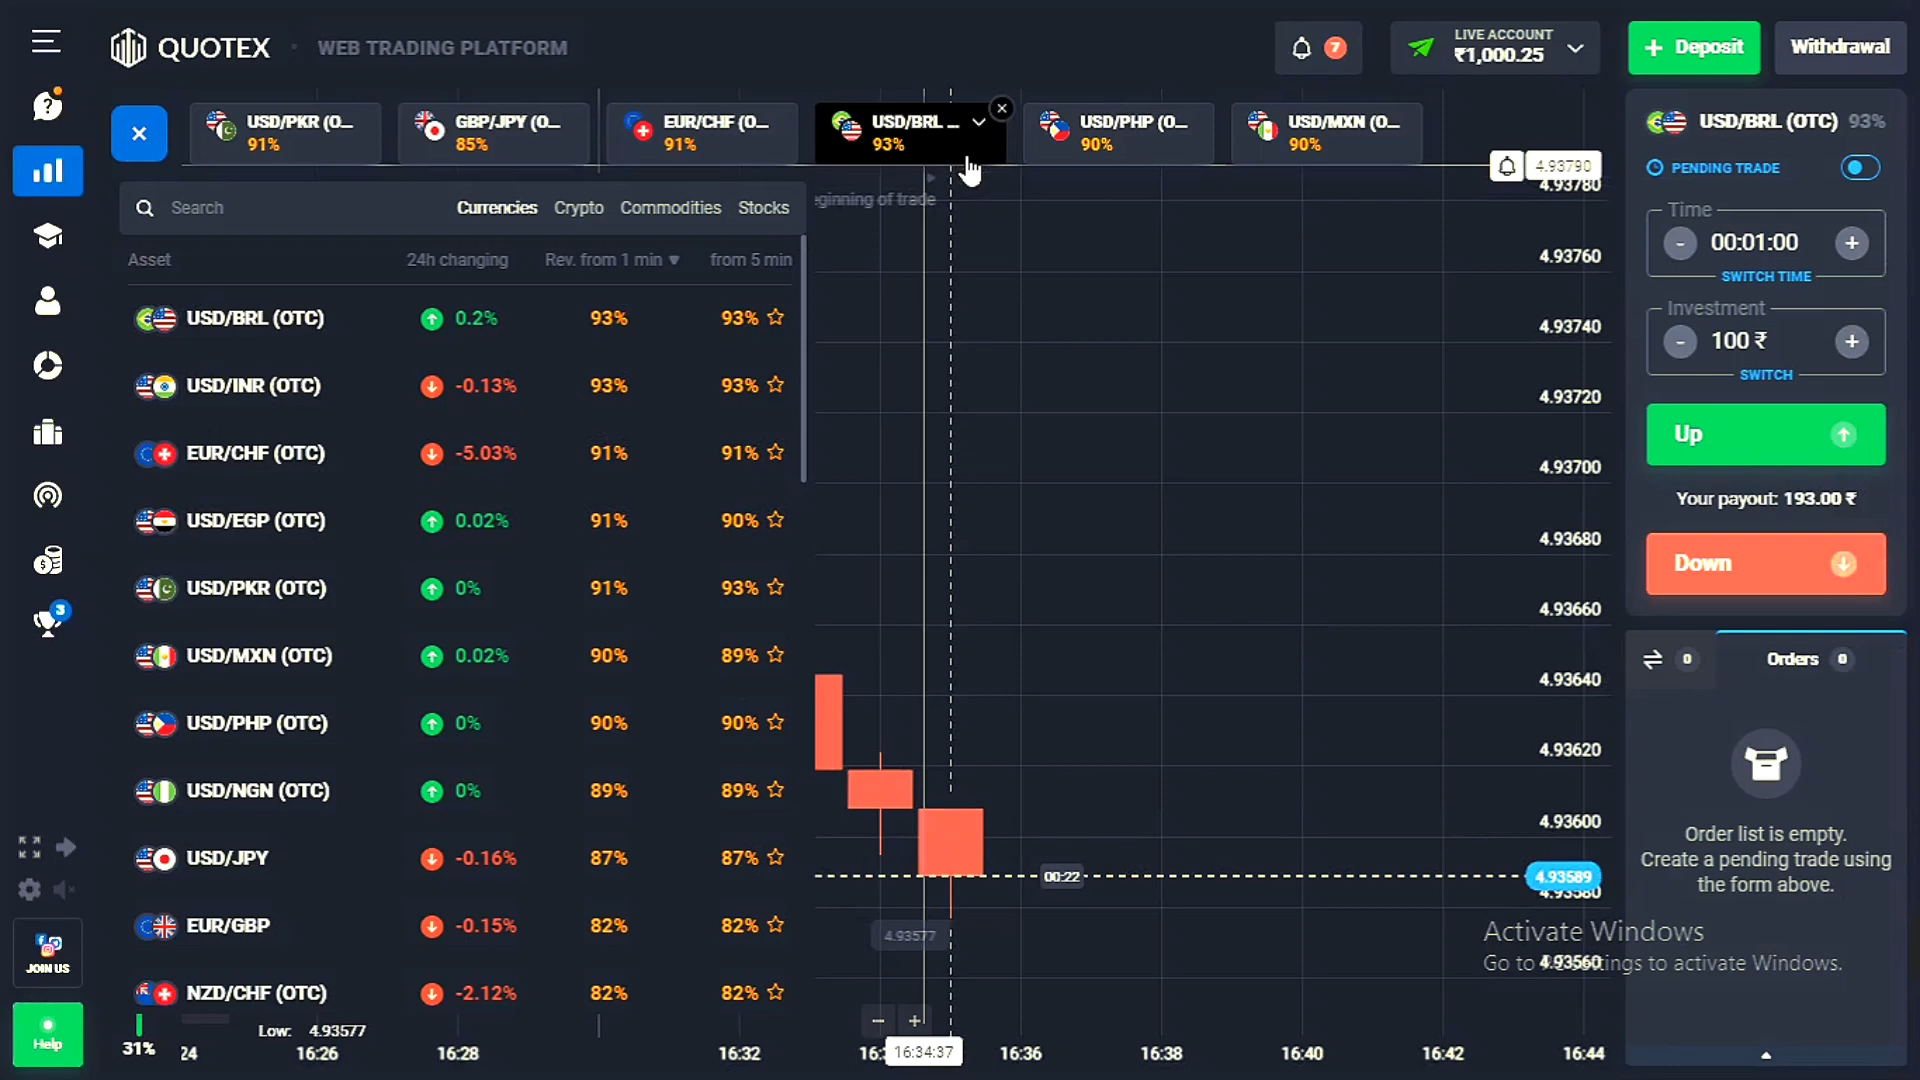 QUOTEX
WEB TRADING PLATFORM
7
LIVE ACCOUNT
₹1,000.25
+ Deposit
Withdrawal
USD/PKR (O...
91%
GBP/JPY (O...
85%
EUR/CHF (O...
91%
USD/BRL ...
93%
USD/PHP (O...
90%
USD/MXN (O...
90%
Search
Currencies
Crypto
Commodities
Stocks
Asset
24h changing
Rev. from 1 min
from 5 min
USD/BRL (OTC) 0.2% 93% 93%
USD/INR (OTC) -0.13% 93% 93%
EUR/CHF (OTC) -5.03% 91% 91%
USD/EGP (OTC) 0.02% 91% 90%
USD/PKR (OTC) 0% 91% 93%
USD/MXN (OTC) 0.02% 90% 89%
USD/PHP (OTC) 0% 90% 90%
USD/NGN (OTC) 0% 89% 89%
USD/JPY -0.16% 87% 87%
EUR/GBP -0.15% 82% 82%
NZD/CHF (OTC) -2.12% 82% 82%
Low: 4.93577
31%
24
16:26
16:28
16:32
16:34:37
16:36
16:38
16:40
16:42
16:44
eginning of trade
4.93790
4.93780
4.93760
4.93740
4.93720
4.93700
4.93680
4.93660
4.93640
4.93620
4.93600
00:22
4.93589
4.93580
4.93577
4.93560
USD/BRL (OTC) 93%
PENDING TRADE
Time
- 00:01:00 +
SWITCH TIME
Investment
- 100 ₹ +
SWITCH
Up
Your payout: 193.00 ₹
Down
0
Orders 0
Order list is empty.
Create a pending trade using
the form above.
Activate Windows
Go to Settings to activate Windows.
3
JOIN US
Help